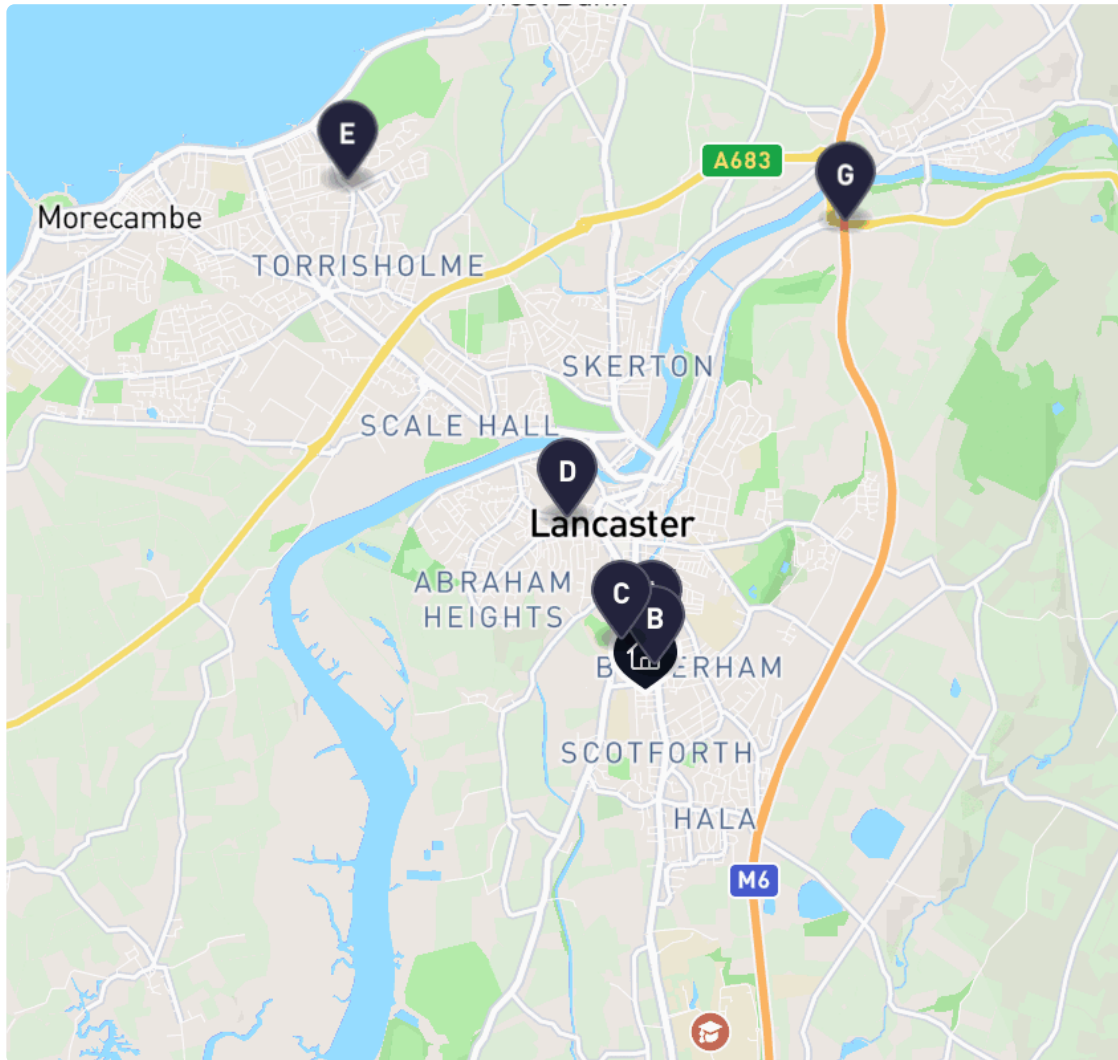 E
A683
G
Morecambe
TORRISHOLME
SKERTON
SCALE HALL
D
Lancaster
ABRAHAM
HEIGHTS
C
B
SCOTFORTH
HALA
M6